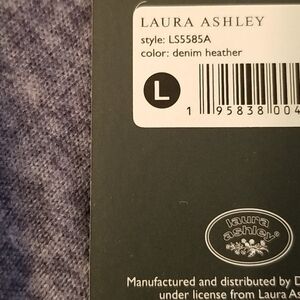 LAURA ASHLEY
style: LS5585A
color: denim heather
L
1 95838 004
laura
ashley
Manufactured and distributed by D
under license from Laura As